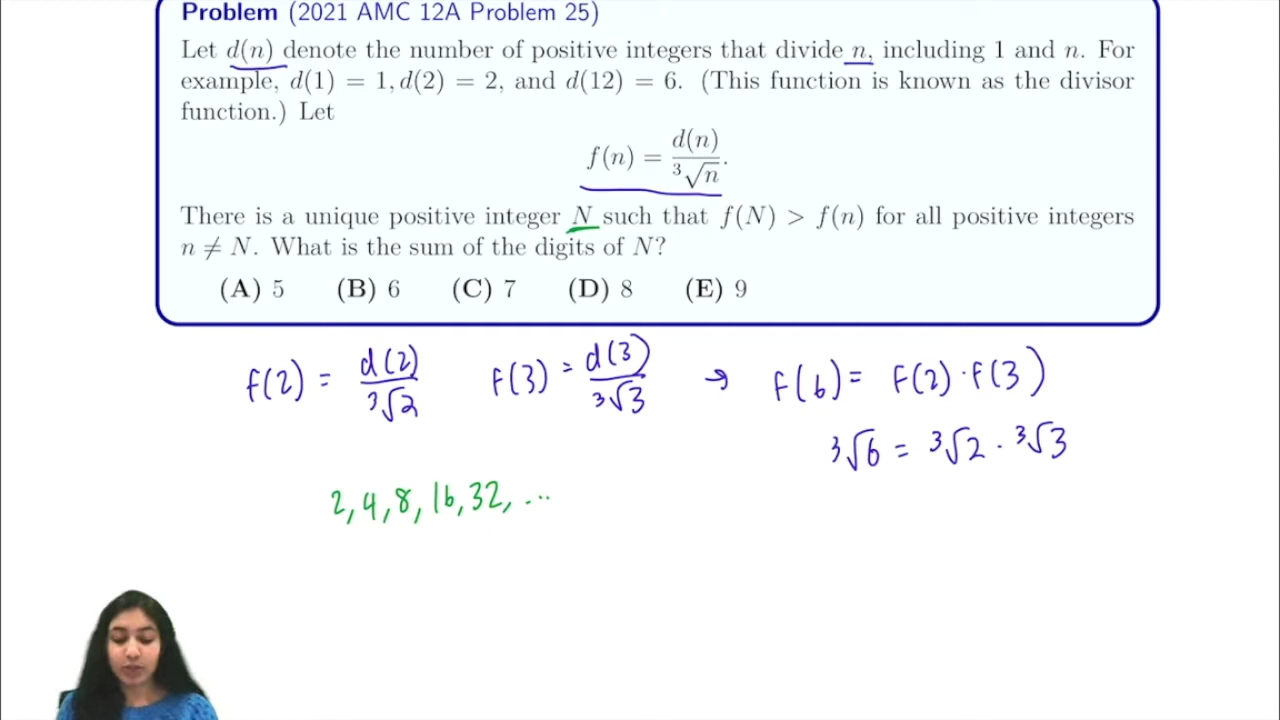 Problem (2021 AMC 12A Problem 25)
Let d(n) denote the number of positive integers that divide n, including 1 and n. For
example, d(1) = 1, d(2) = 2, and d(12) = 6. (This function is known as the divisor
function.) Let
f(n) = d(n)/∛n.
There is a unique positive integer N such that f(N) > f(n) for all positive integers
n ≠ N. What is the sum of the digits of N?
(A) 5 (B) 6 (C) 7 (D) 8 (E) 9
f(2) = d(2)/∛2 f(3) = d(3)/∛3 → f(6) = f(2) · f(3)
∛6 = ∛2 · ∛3
2, 4, 8, 16, 32, ...